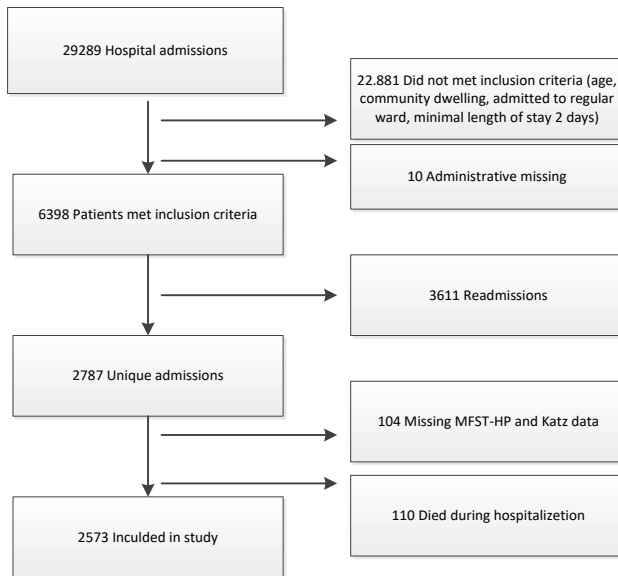 29289 Hospital admissions
22.881 Did not met inclusion criteria (age,
community dwelling, admitted to regular
ward, minimal length of stay 2 days)
10 Administrative missing
6398 Patients met inclusion criteria
3611 Readmissions
2787 Unique admissions
104 Missing MFST-HP and Katz data
110 Died during hospitalizetion
2573 Inculded in study